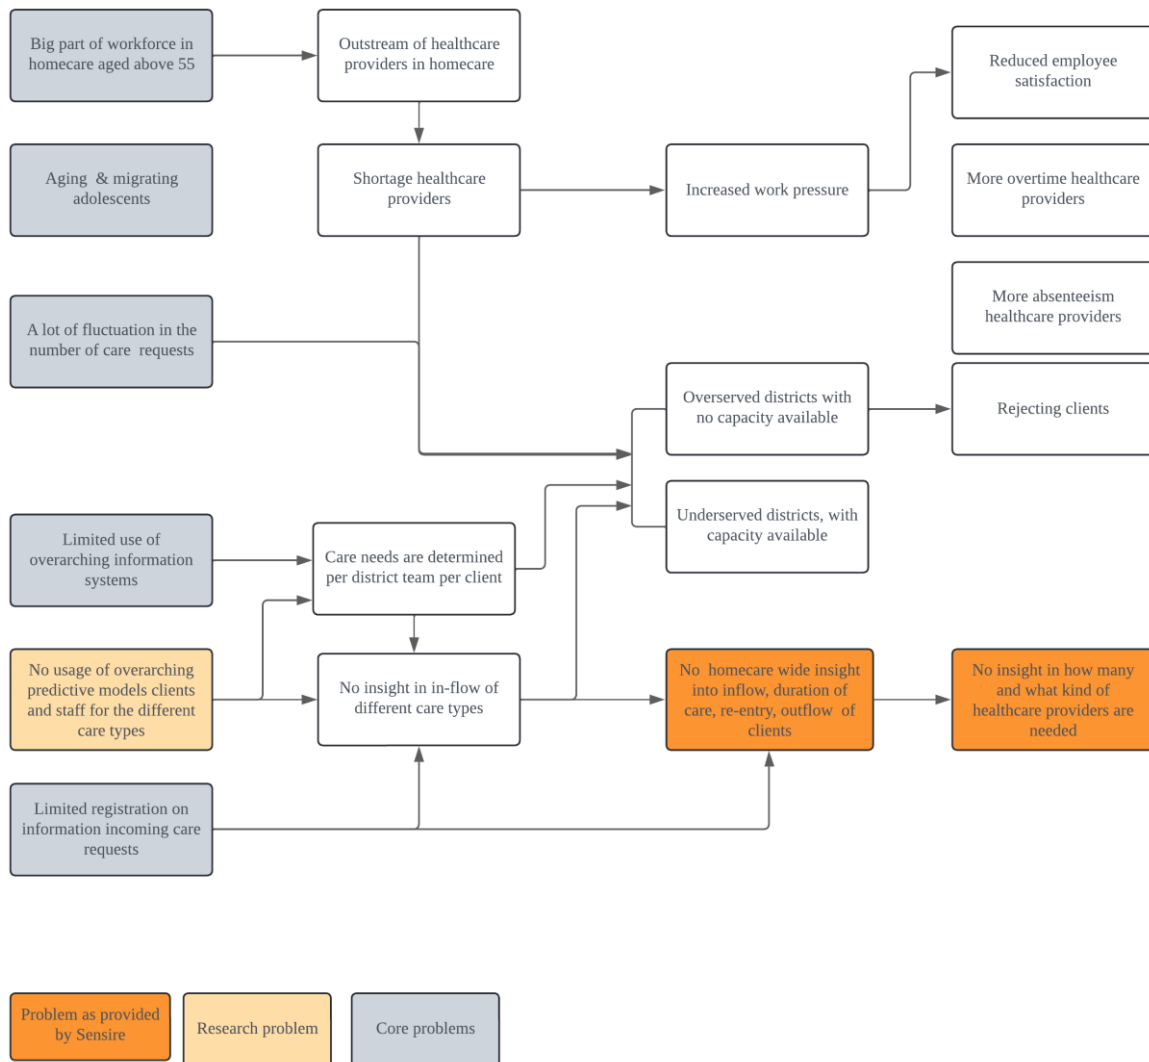 Big part of workforce in
homecare aged above 55
Outstream of healthcare
providers in homecare
Reduced employee
satisfaction
Aging & migrating
adolescents
Shortage healthcare
providers
Increased work pressure
More overtime healthcare
providers
More absenteeism
healthcare providers
A lot of fluctuation in the
number of care requests
Overserved districts with
no capacity available
Rejecting clients
Underserved districts, with
capacity available
Limited use of
overarching information
systems
Care needs are determined
per district team per client
No usage of overarching
predictive models clients
and staff for the different
care types
No insight in in-flow of
different care types
No homecare wide insight
into inflow, duration of
care, re-entry, outflow of
clients
No insight in how many
and what kind of
healthcare providers are
needed
Limited registration on
information incoming care
requests
Problem as provided
by Sensire
Research problem
Core problems